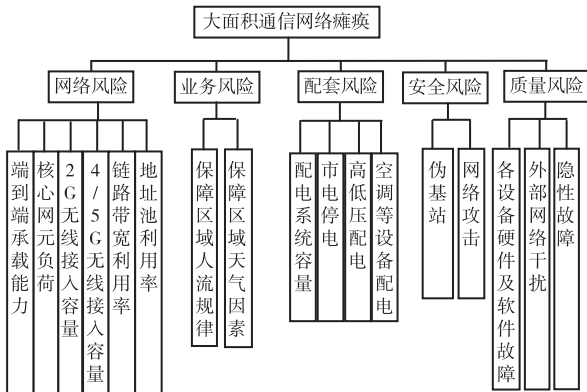 大面积通信网络瘫痪
网络风险
业务风险
配套风险
安全风险
质量风险
端到端承载能力
核心网元负荷
2G无线接入容量
4/5G无线接入容量
链路带宽利用率
地址池利用率
保障区域人流规律
保障区域天气因素
配电系统容量
市电停电
高低压配电
空调等设备配电
伪基站
网络攻击
各设备硬件及软件故障
外部网络干扰
隐性故障